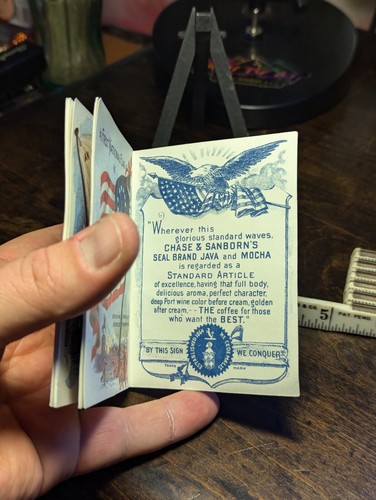 "Wherever this
glorious standard waves,
CHASE & SANBORN'S
SEAL BRAND JAVA and MOCHA
is regarded as a
STANDARD ARTICLE
of excellence, having that full body,
delicious aroma, perfect character,
deep Port wine color before cream, golden
after cream,-- THE coffee for those
who want the BEST."
"BY THIS SIGN WE CONQUER"
TRADE MARK
5